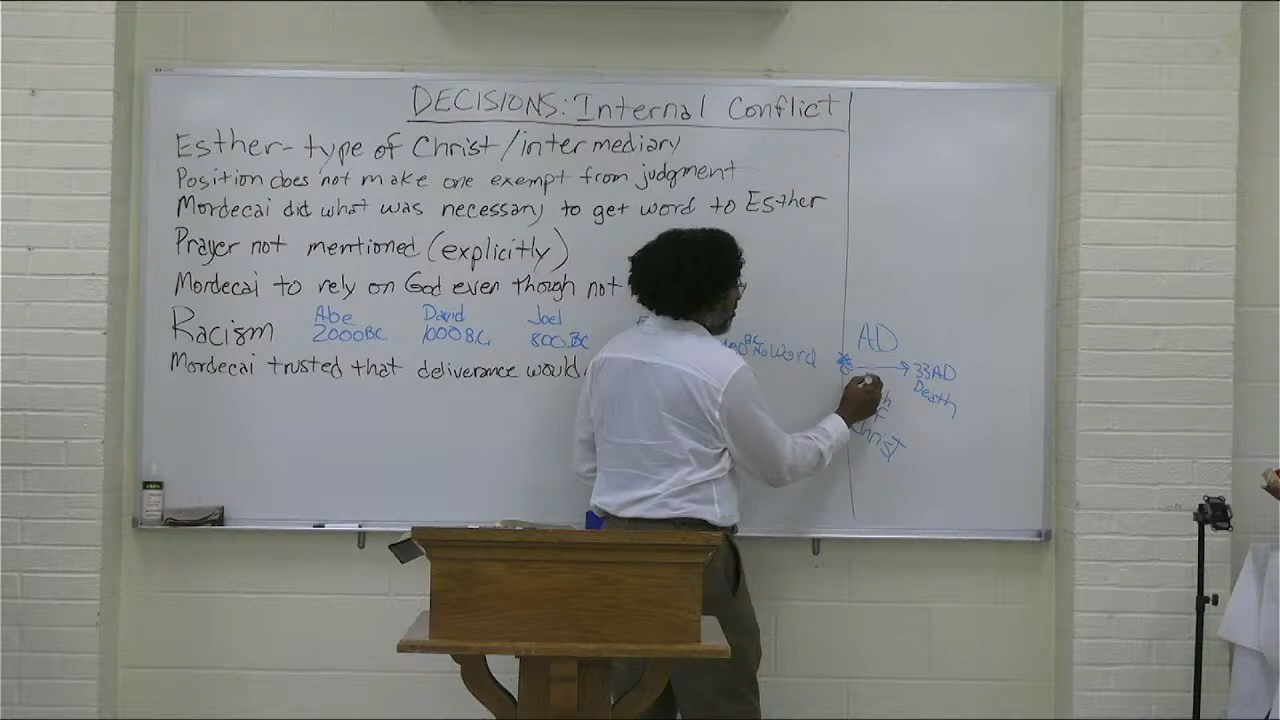 DECISIONS: Internal Conflict
Esther - type of Christ/intermediary
Position does not make one exempt from judgment
Mordecai did what was necessary to get word to Esther
Prayer not mentioned (explicitly)
Mordecai to rely on God even though not
Racism
Abe
2000BC
David
1000BC
Joel
800 BC
BC
No Word
AD
33AD
Death
Christ
Mordecai trusted that deliverance would